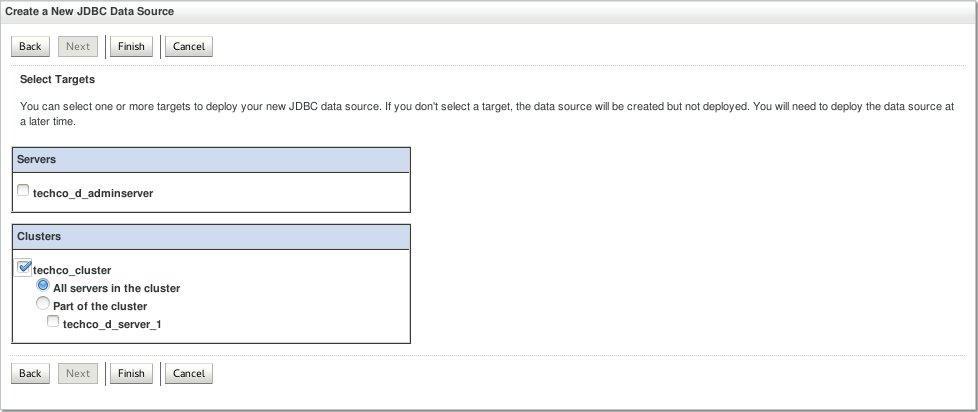 Create a New JDBC Data Source
Back Next Finish Cancel
Select Targets
You can select one or more targets to deploy your new JDBC data source. If you don't select a target, the data source will be created but not deployed. You will need to deploy the data source at
a later time.
Servers
techco_d_adminserver
Clusters
techco_cluster
All servers in the cluster
Part of the cluster
techco_d_server_1
Back Next Finish Cancel